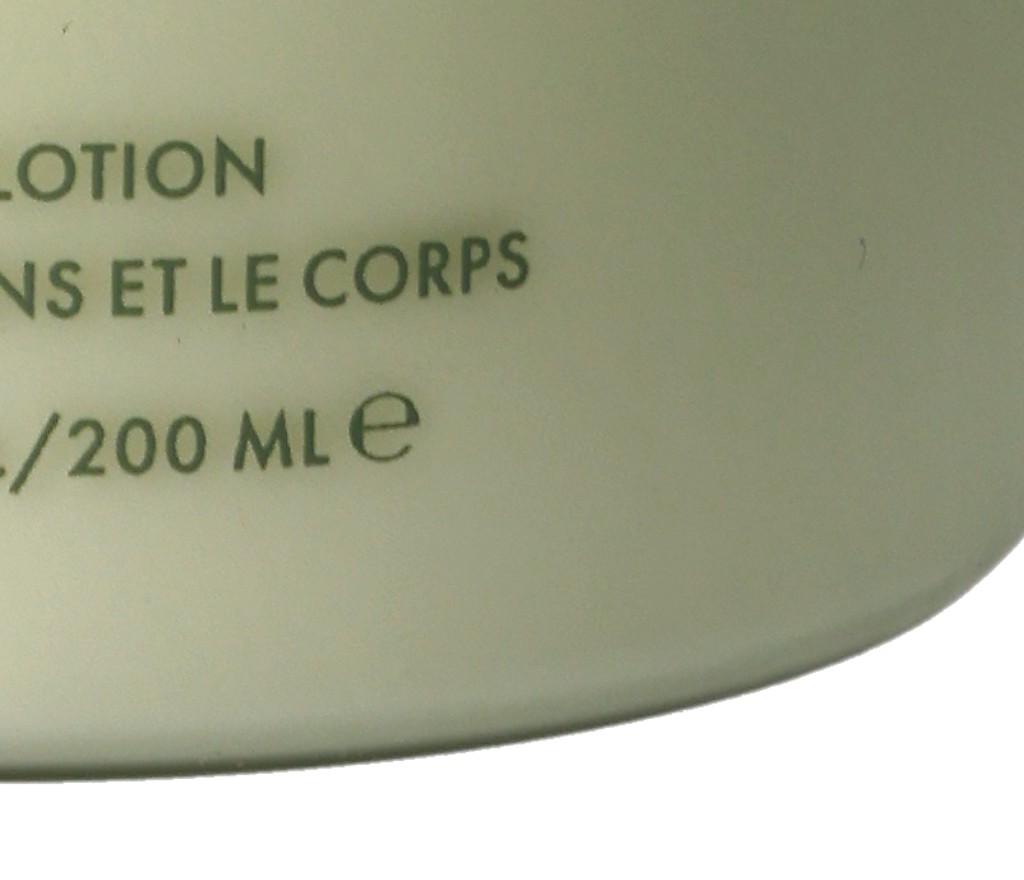 LOTION
NS ET LE CORPS
./200 ML ℮